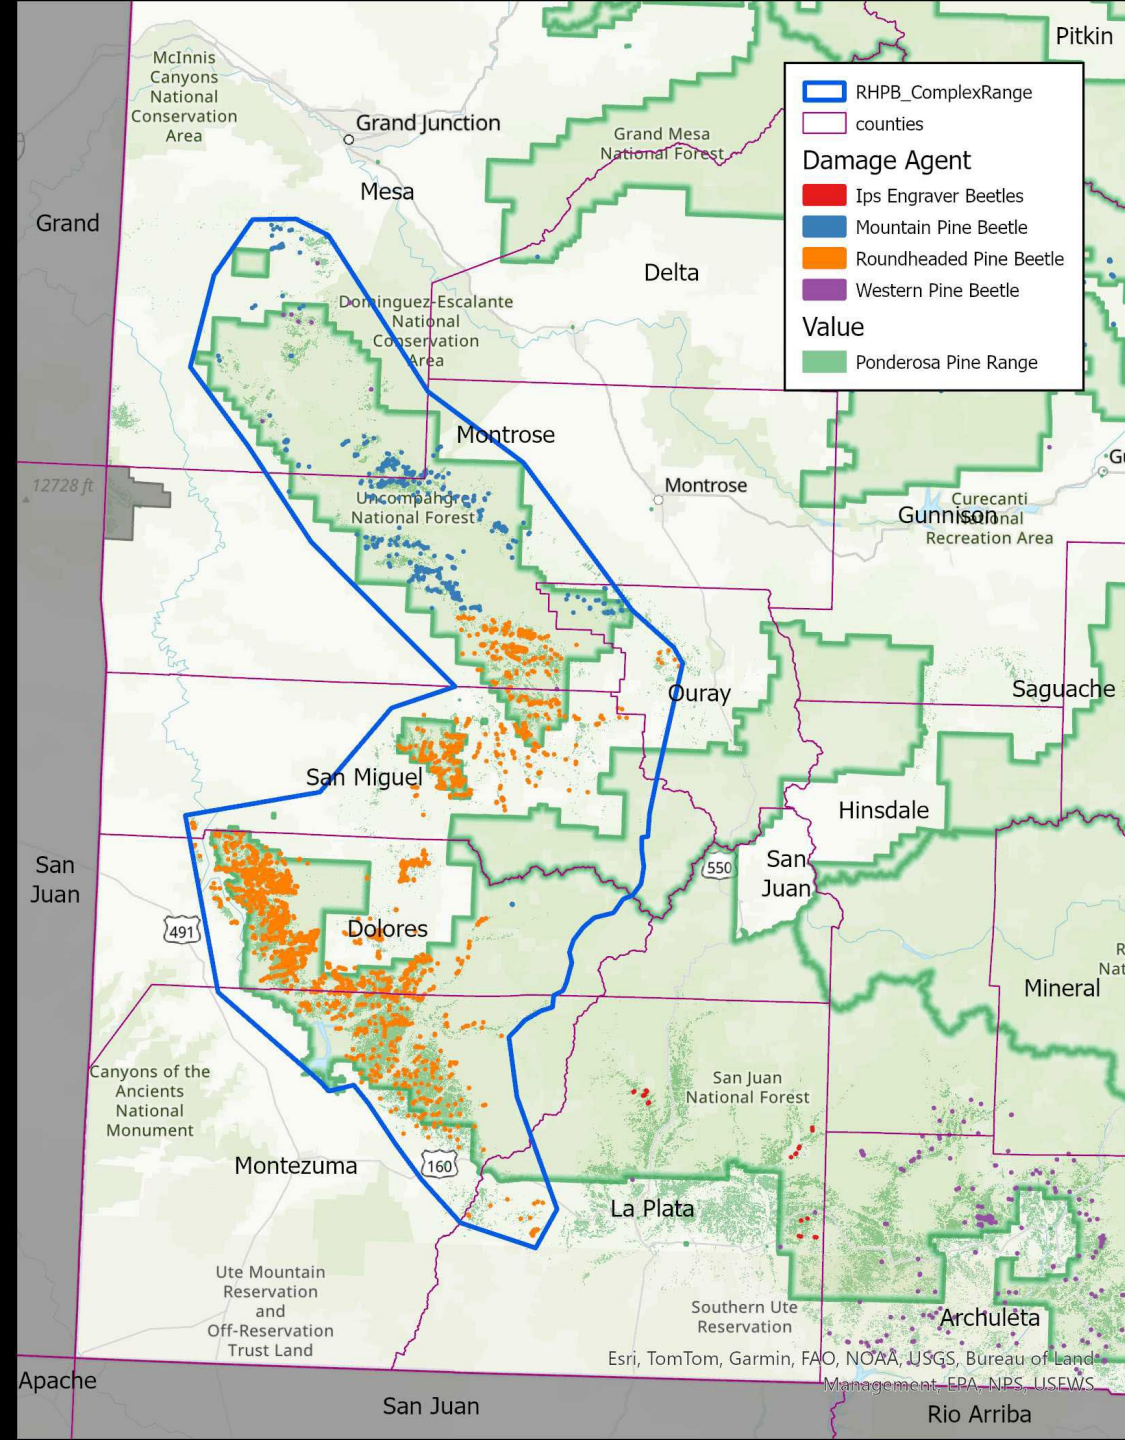 Pitkin
McInnis
Canyons
National
Conservation
Area
Grand Junction
Grand Mesa
National Forest
RHPB_ComplexRange
counties
Damage Agent
Ips Engraver Beetles
Mountain Pine Beetle
Roundheaded Pine Beetle
Western Pine Beetle
Value
Ponderosa Pine Range
Mesa
Grand
Delta
Dominguez-Escalante
National
Conservation
Area
Montrose
12728 ft
Uncompahgre
National Forest
Montrose
Gu
Curecanti
National
Recreation Area
Gunnison
Ouray
Saguache
San Miguel
Hinsdale
San
Juan
550
San
Juan
491
Dolores
R
Nat
Mineral
Canyons of the
Ancients
National
Monument
San Juan
National Forest
Montezuma
160
La Plata
Ute Mountain
Reservation
and
Off-Reservation
Trust Land
Southern Ute
Reservation
Archuleta
Esri, TomTom, Garmin, FAO, NOAA, USGS, Bureau of Land
Management, EPA, NPS, USFWS
Apache
San Juan
Rio Arriba